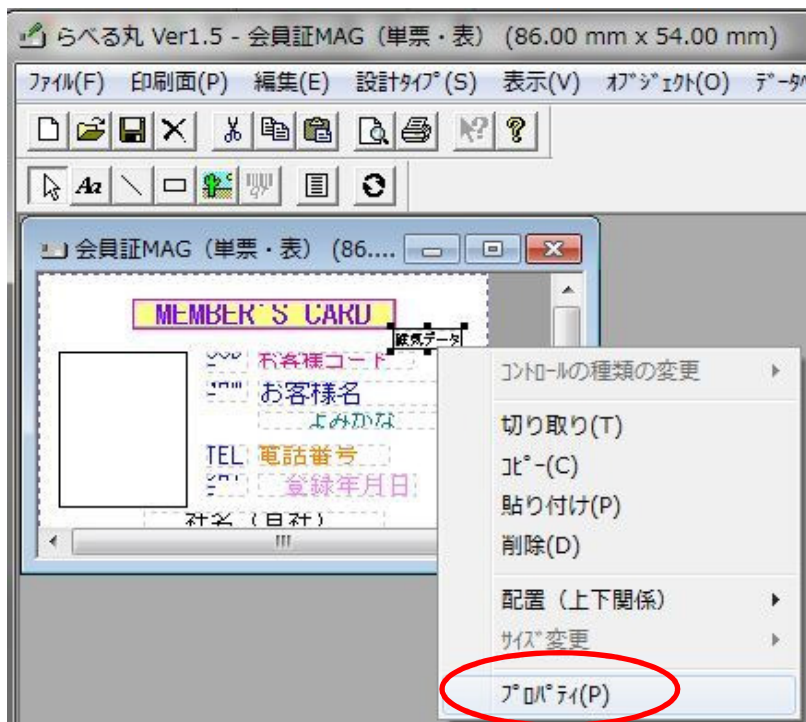 らべる丸 Ver1.5 - 会員証MAG（単票・表） (86.00 mm x 54.00 mm)
ﾌｧｲﾙ(F) 印刷面(P) 編集(E) 設計ﾀｲﾌﾟ(S) 表示(V) ｵﾌﾞｼﾞｪｸﾄ(O)
Aa
会員証MAG（単票・表） (86....
MEMBER'S CARD
磁気データ
お客様コード
お客様名
よみかな
TEL 電話番号
登録年月日
社名（自社）
ｺﾝﾄﾛｰﾙの種類の変更
切り取り(T)
ｺﾋﾟｰ(C)
貼り付け(P)
削除(D)
配置（上下関係）
ｻｲｽﾞ変更
ﾌﾟﾛﾊﾟﾃｨ(P)